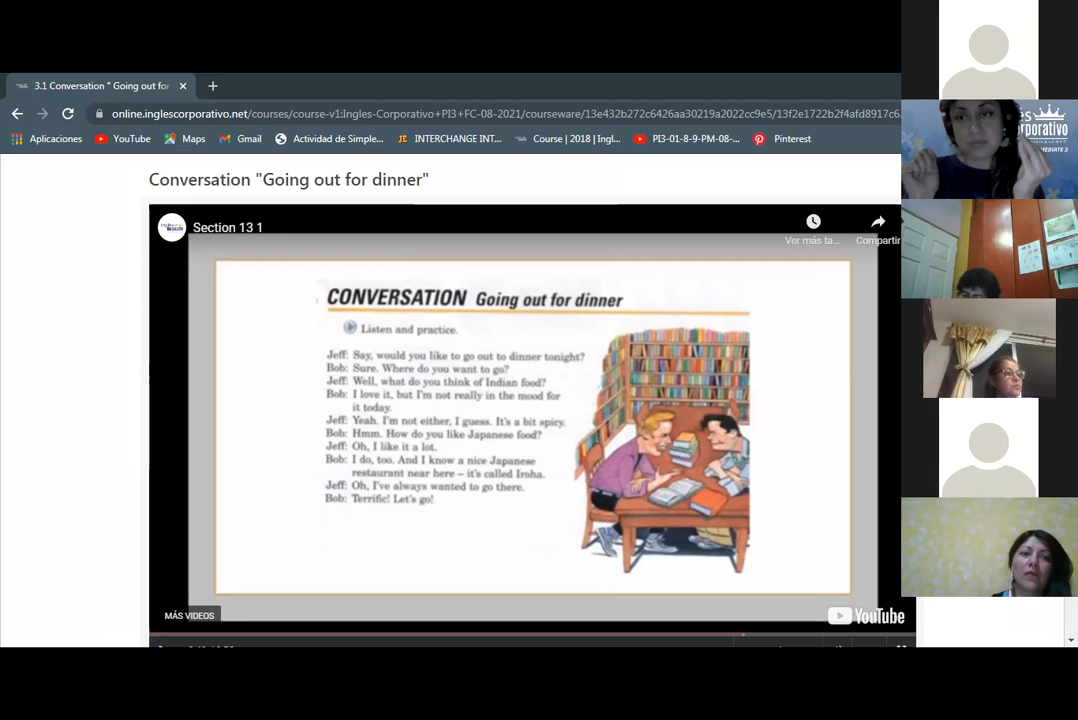 3.1 Conversation " Going out for
online.inglescorporativo.net/courses/course-v1:Ingles-Corporativo+PI3+FC-08-2021/courseware/13e432b272c6426aa30219a2022cc9e5/13f2e1722b2f4afd8917c6
Aplicaciones YouTube Maps Gmail Actividad de Simple... INTERCHANGE INT... Course | 2018 | Ingl... PI3-01-8-9-PM-08-... Pinterest
Conversation "Going out for dinner"
Section 13 1
Ver más ta... Compartir
CONVERSATION Going out for dinner
Listen and practice.
Jeff: Say, would you like to go out to dinner tonight?
Bob: Sure. Where do you want to go?
Jeff: Well, what do you think of Indian food?
Bob: I love it, but I'm not really in the mood for
it today.
Jeff: Yeah. I'm not either, I guess. It's a bit spicy.
Bob: Hmm. How do you like Japanese food?
Jeff: Oh, I like it a lot.
Bob: I do, too. And I know a nice Japanese
restaurant near here – it's called Iroha.
Jeff: Oh, I've always wanted to go there.
Bob: Terrific! Let's go!
MÁS VIDEOS
YouTube